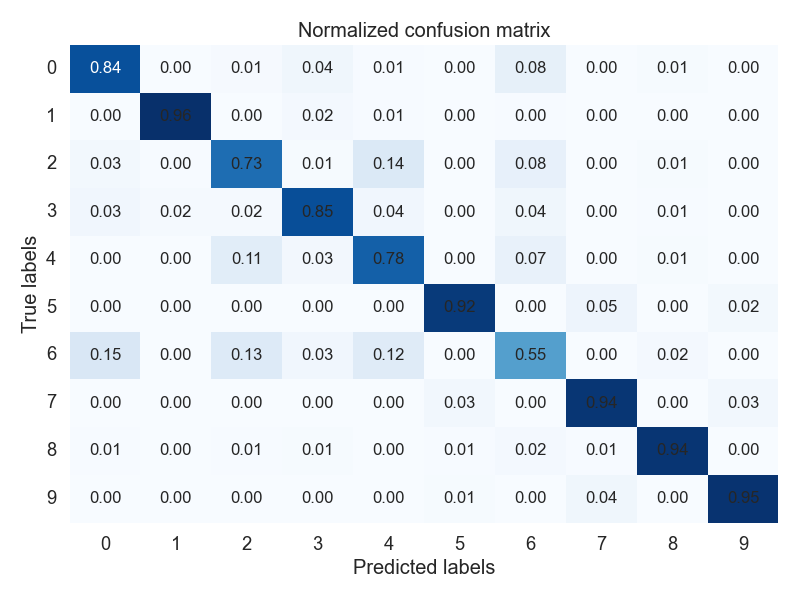 Normalized confusion matrix
0 0.84 0.00 0.01 0.04 0.01 0.00 0.08 0.00 0.01 0.00
1 0.00 0.96 0.00 0.02 0.01 0.00 0.00 0.00 0.00 0.00
2 0.03 0.00 0.73 0.01 0.14 0.00 0.08 0.00 0.01 0.00
3 0.03 0.02 0.02 0.85 0.04 0.00 0.04 0.00 0.01 0.00
4 0.00 0.00 0.11 0.03 0.78 0.00 0.07 0.00 0.01 0.00
5 0.00 0.00 0.00 0.00 0.00 0.92 0.00 0.05 0.00 0.02
6 0.15 0.00 0.13 0.03 0.12 0.00 0.55 0.00 0.02 0.00
7 0.00 0.00 0.00 0.00 0.00 0.03 0.00 0.94 0.00 0.03
8 0.01 0.00 0.01 0.01 0.00 0.01 0.02 0.01 0.94 0.00
9 0.00 0.00 0.00 0.00 0.00 0.01 0.00 0.04 0.00 0.95
0 1 2 3 4 5 6 7 8 9
Predicted labels
True labels